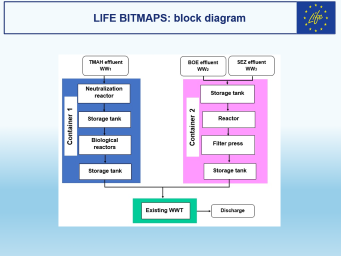 LIFE BITMAPS: block diagram
Life
TMAH effluent
WW1
BOE effluent
WW2
SEZ effluent
WW3
Container 1
Neutralization
reactor
Storage tank
Biological
reactors
Storage tank
Container 2
Storage tank
Reactor
Filter press
Storage tank
Existing WWT
Discharge